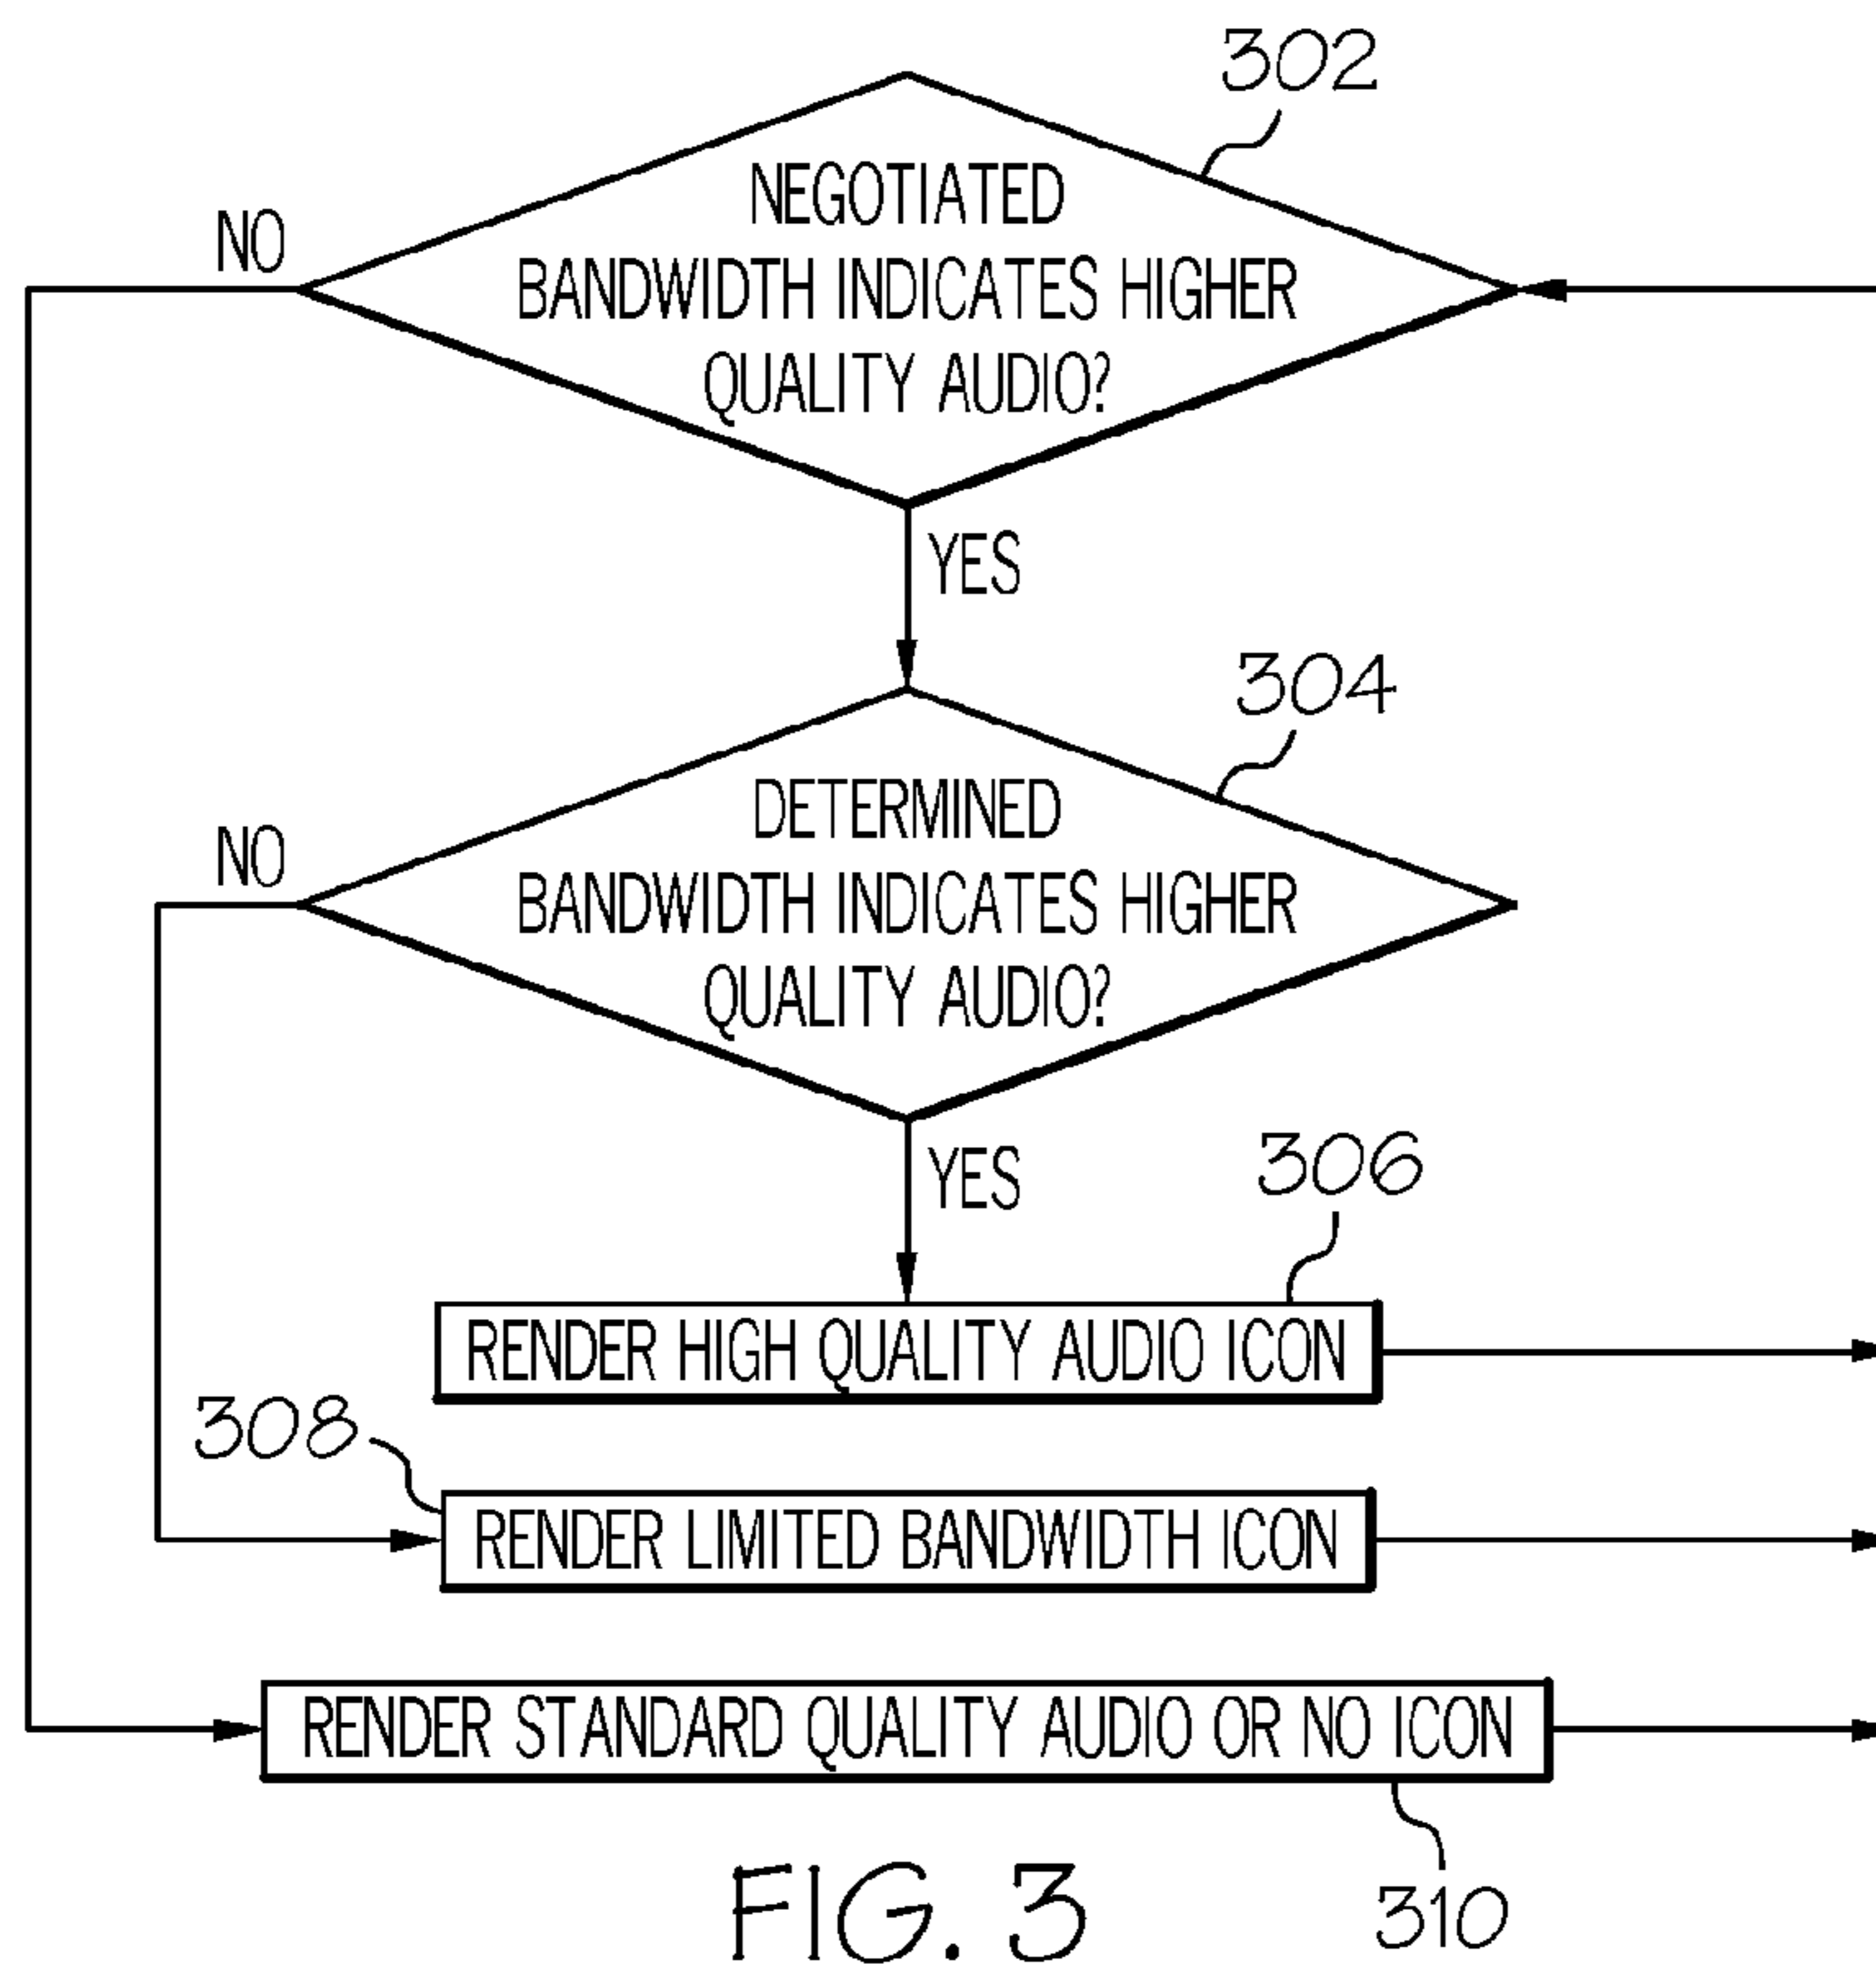 302
NEGOTIATED
BANDWIDTH INDICATES HIGHER
QUALITY AUDIO?
NO
YES
304
DETERMINED
BANDWIDTH INDICATES HIGHER
QUALITY AUDIO?
NO
YES
306
RENDER HIGH QUALITY AUDIO ICON
308
RENDER LIMITED BANDWIDTH ICON
RENDER STANDARD QUALITY AUDIO OR NO ICON
310
FIG. 3